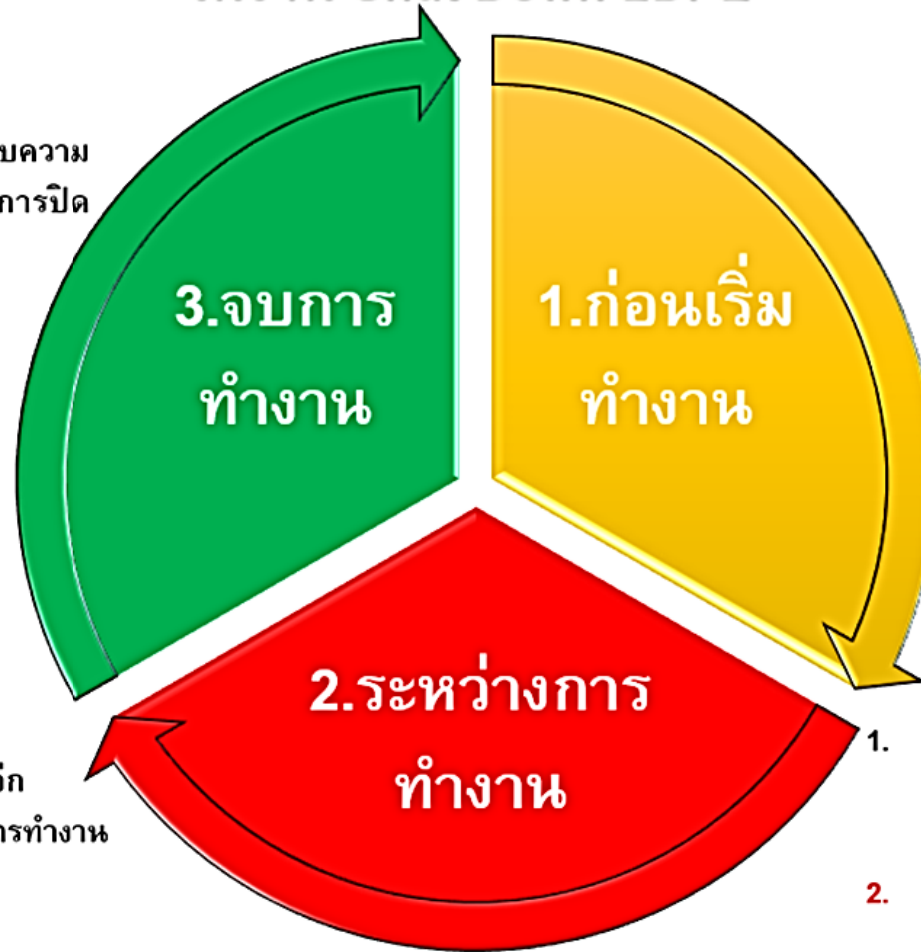 บความ
การปิด
3.จบการ
ทำงาน
1.ก่อนเริ่ม
ทำงาน
2.ระหว่างการ
ทำงาน
1.
ารทำงาน
2.